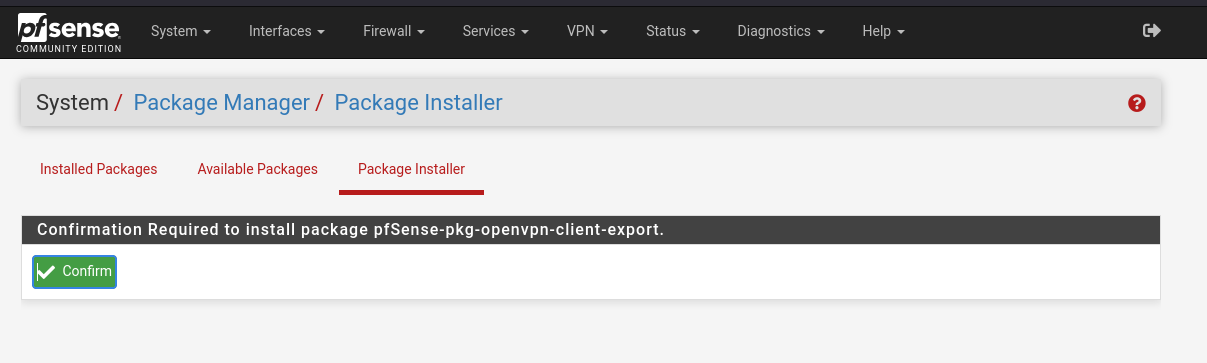 pfsense
COMMUNITY EDITION
System Interfaces Firewall Services VPN Status Diagnostics Help
System / Package Manager / Package Installer
Installed Packages Available Packages Package Installer
Confirmation Required to install package pfSense-pkg-openvpn-client-export.
Confirm